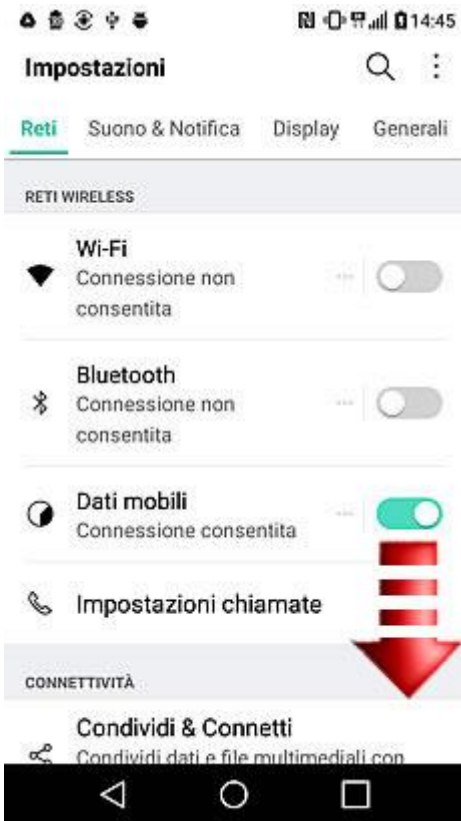 14:45
Impostazioni
Reti Suono & Notifica Display Generali
RETI WIRELESS
Wi-Fi
Connessione non
consentita
Bluetooth
Connessione non
consentita
Dati mobili
Connessione consentita
Impostazioni chiamate
CONNETTIVITÀ
Condividi & Connetti
Condividi dati e file multimediali con